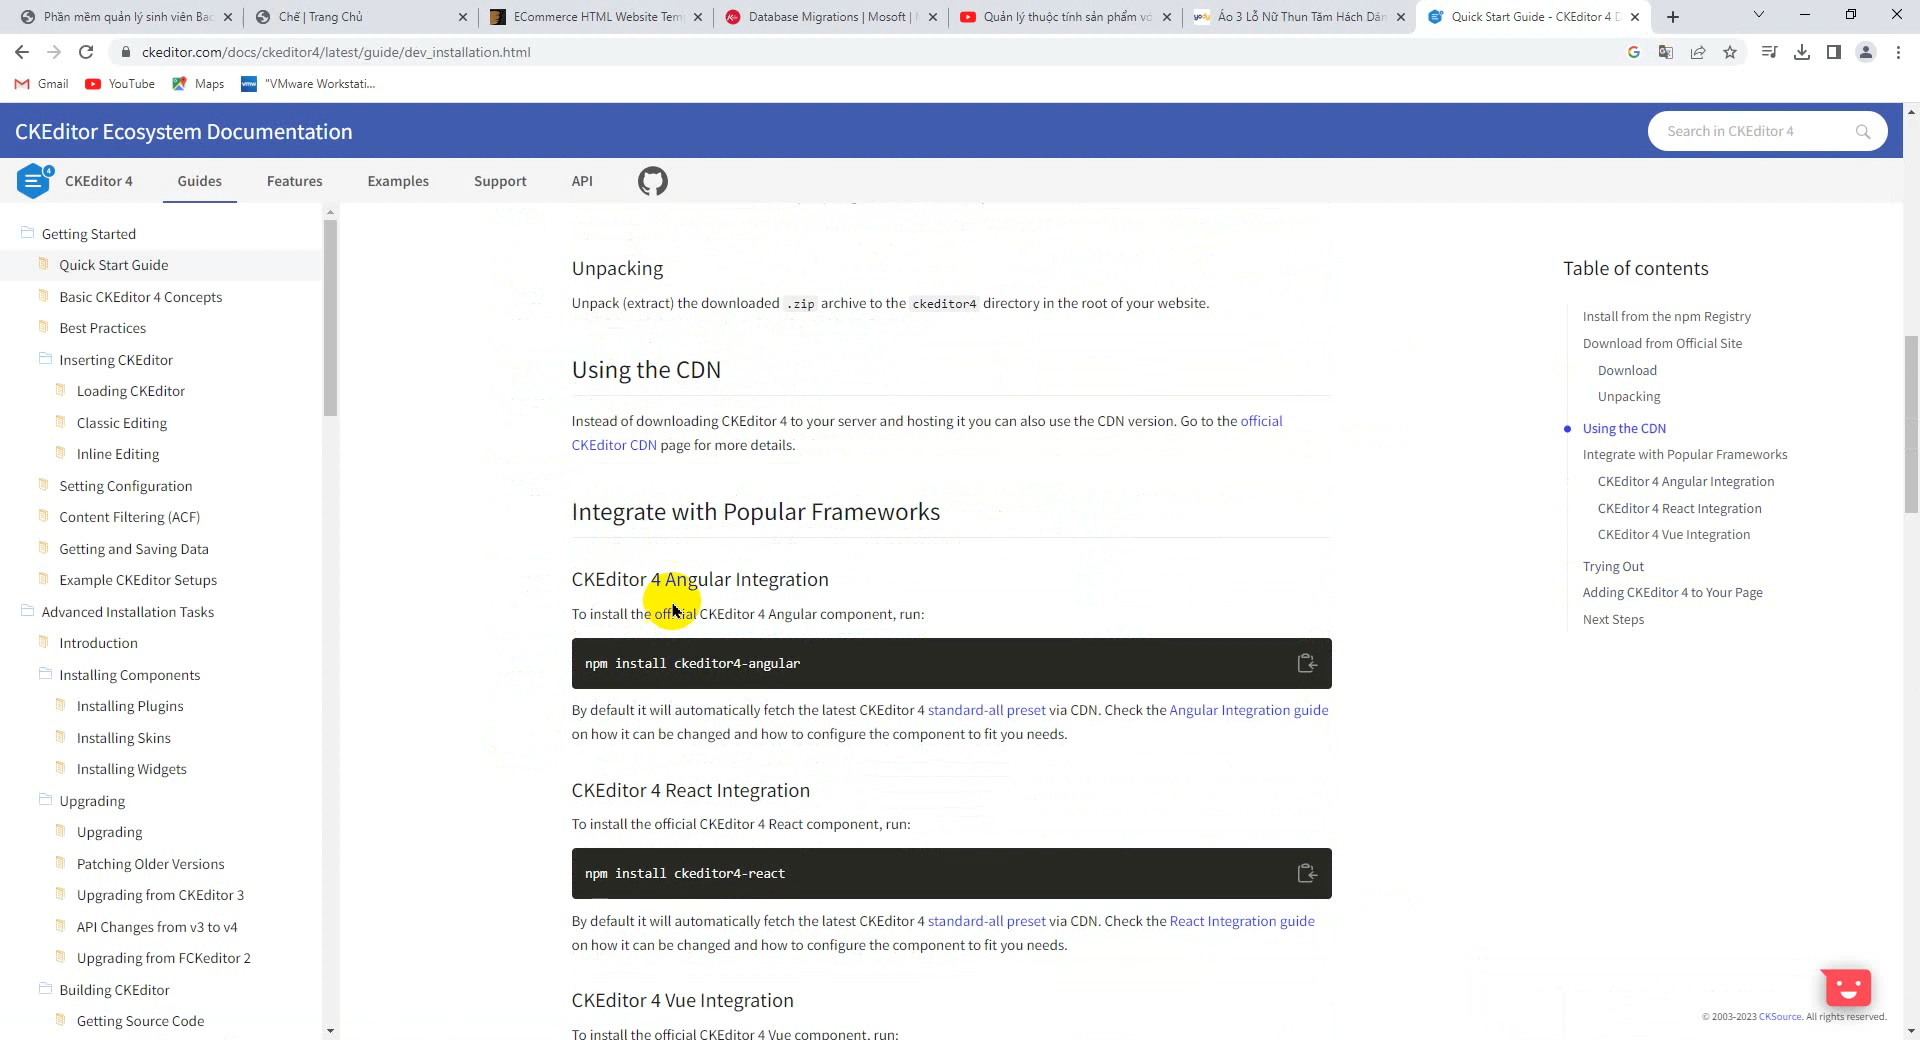 Phần mềm quản lý sinh viên Bac
Chế | Trang Chủ
ECommerce HTML Website Tem
Database Migrations | Mosoft |
Quản lý thuộc tính sản phẩm vớ
Áo 3 Lỗ Nữ Thun Tăm Hách Dán
Quick Start Guide - CKEditor 4 D
ckeditor.com/docs/ckeditor4/latest/guide/dev_installation.html
Gmail
YouTube
Maps
"VMware Workstati...
CKEditor Ecosystem Documentation
Search in CKEditor 4
4
CKEditor 4
Guides
Features
Examples
Support
API
Getting Started
Quick Start Guide
Basic CKEditor 4 Concepts
Best Practices
Inserting CKEditor
Loading CKEditor
Classic Editing
Inline Editing
Setting Configuration
Content Filtering (ACF)
Getting and Saving Data
Example CKEditor Setups
Advanced Installation Tasks
Introduction
Installing Components
Installing Plugins
Installing Skins
Installing Widgets
Upgrading
Upgrading
Patching Older Versions
Upgrading from CKEditor 3
API Changes from v3 to v4
Upgrading from FCKeditor 2
Building CKEditor
Getting Source Code
Unpacking
Unpack (extract) the downloaded .zip archive to the ckeditor4 directory in the root of your website.
Using the CDN
Instead of downloading CKEditor 4 to your server and hosting it you can also use the CDN version. Go to the official
CKEditor CDN page for more details.
Integrate with Popular Frameworks
CKEditor 4 Angular Integration
To install the official CKEditor 4 Angular component, run:
npm install ckeditor4-angular
By default it will automatically fetch the latest CKEditor 4 standard-all preset via CDN. Check the Angular Integration guide
on how it can be changed and how to configure the component to fit you needs.
CKEditor 4 React Integration
To install the official CKEditor 4 React component, run:
npm install ckeditor4-react
By default it will automatically fetch the latest CKEditor 4 standard-all preset via CDN. Check the React Integration guide
on how it can be changed and how to configure the component to fit you needs.
CKEditor 4 Vue Integration
To install the official CKEditor 4 Vue component, run:
Table of contents
Install from the npm Registry
Download from Official Site
Download
Unpacking
Using the CDN
Integrate with Popular Frameworks
CKEditor 4 Angular Integration
CKEditor 4 React Integration
CKEditor 4 Vue Integration
Trying Out
Adding CKEditor 4 to Your Page
Next Steps
© 2003-2023 CKSource. All rights reserved.